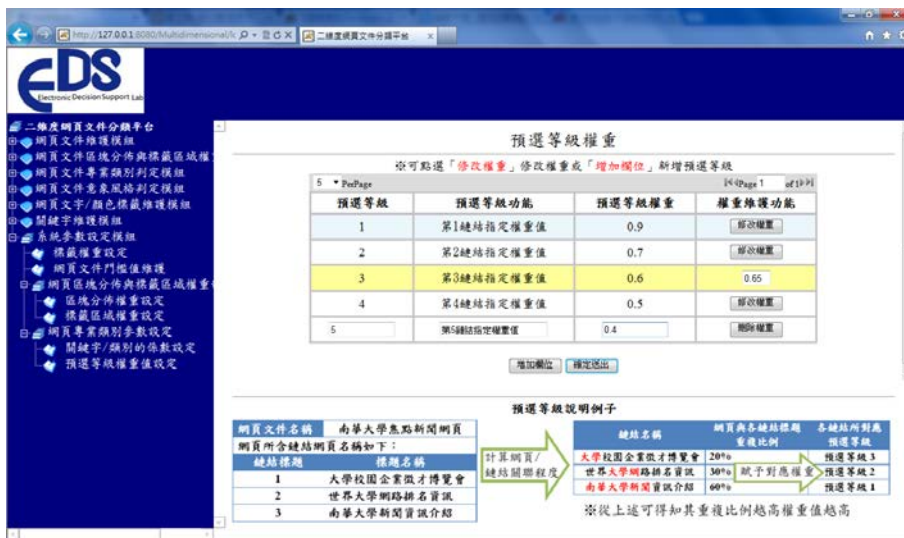 http://127.0.0.1:8080/Multidimensional/k
二維度網頁文件分類平台
EDS
Electronic Decision Support Lab
二維度網頁文件分類平台
網頁文件維護模組
網頁文件區塊分佈與標籤區域權
網頁文件專業類別判定模組
網頁文件意象風格判定模組
網頁文字/顏色標籤維護模組
關鍵字維護模組
系統參數設定模組
標籤權重設定
網頁文件門檻值維護
網頁區塊分佈與標籤區域權重
區塊分佈權重設定
標籤區域權重設定
網頁專業類別參數設定
關鍵字/類別的係數設定
預選等級權重值設定
預選等級權重
※可點選「修改權重」修改權重或「增加欄位」新增預選等級
5 PerPage Page 1 of 1
預選等級 預選等級功能 預選等級權重 權重維護功能
1 第1鏈結指定權重值 0.9 修改權重
2 第2鏈結指定權重值 0.7 修改權重
3 第3鏈結指定權重值 0.6 0.65
4 第4鏈結指定權重值 0.5 修改權重
5 第5鏈結指定權重值 0.4 刪除權重
增加欄位 確定送出
預選等級說明例子
網頁文件名稱 南華大學焦點新聞網頁
網頁所含鏈結網頁名稱如下：
鏈結標題 標題名稱
1 大學校園企業徵才博覽會
2 世界大學網路排名資訊
3 南華大學新聞資訊介紹
計算網頁/
鏈結關聯程度
鏈結名稱 網頁與各鏈結標題重複比例 各鏈結所對應預選等級
大學校園企業徵才博覽會 20% 預選等級 3
世界大學網路排名資訊 30% 賦予對應權重 預選等級 2
南華大學新聞資訊介紹 60% 預選等級 1
※從上述可得知其重複比例越高權重值越高